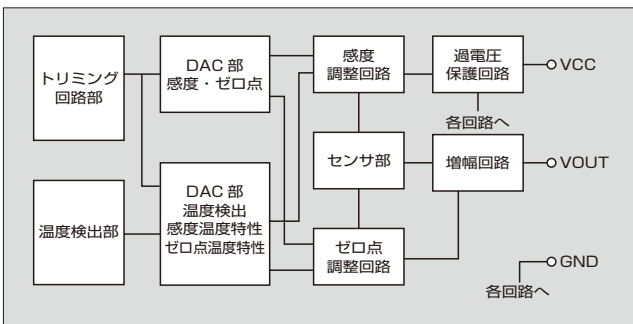 トリミング
回路部
DAC 部
感度・ゼロ点
感度
調整回路
過電圧
保護回路
VCC
各回路へ
センサ部
増幅回路
VOUT
温度検出部
DAC 部
温度検出
感度温度特性
ゼロ点温度特性
ゼロ点
調整回路
GND
各回路へ